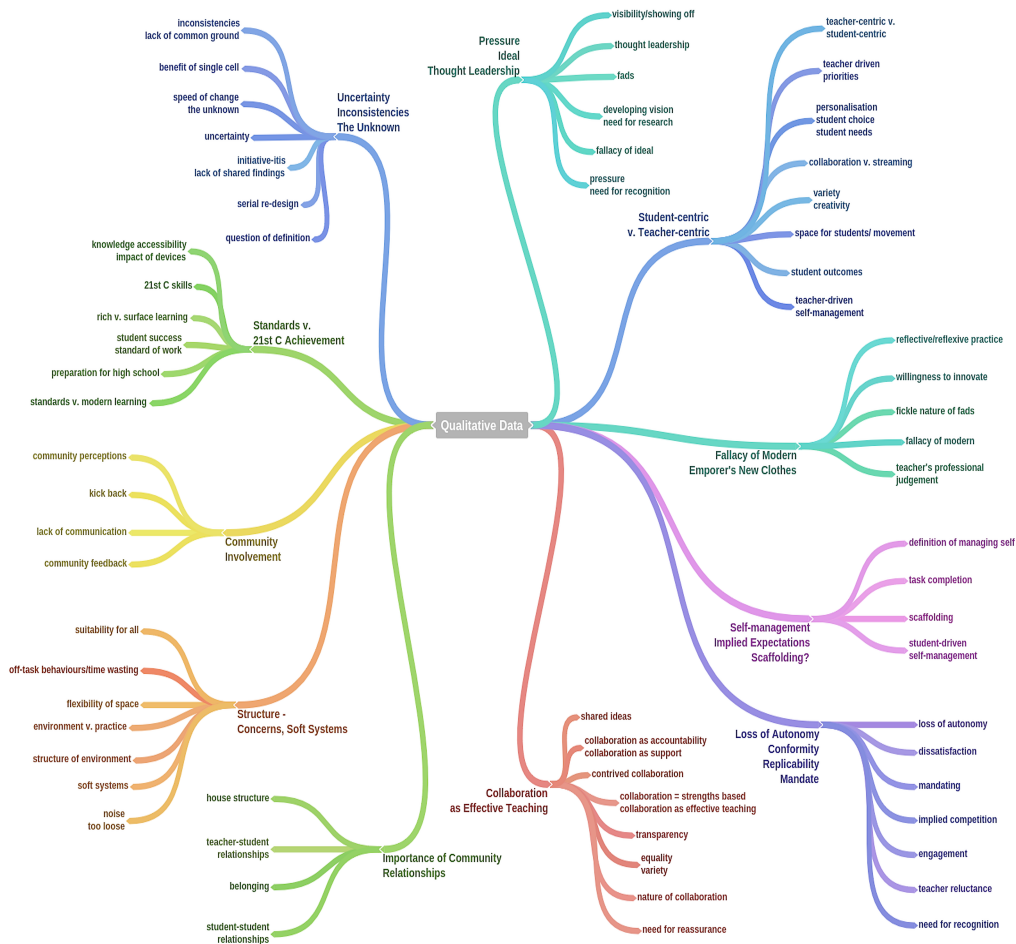 Qualitative Data
Uncertainty
Inconsistencies
The Unknown
inconsistencies
lack of common ground
benefit of single cell
speed of change
the unknown
uncertainty
initiative-itis
lack of shared findings
serial re-design
question of definition
Standards v.
21st C Achievement
knowledge accessibility
impact of devices
21st C skills
rich v. surface learning
student success
standard of work
preparation for high school
standards v. modern learning
Community
Involvement
community perceptions
kick back
lack of communication
community feedback
Structure -
Concerns, Soft Systems
suitability for all
off-task behaviours/time wasting
flexibility of space
environment v. practice
structure of environment
soft systems
noise
too loose
Importance of Community
Relationships
house structure
teacher-student
relationships
belonging
student-student
relationships
Pressure
Ideal
Thought Leadership
visibility/showing off
thought leadership
fads
developing vision
need for research
fallacy of ideal
pressure
need for recognition
Student-centric
v. Teacher-centric
teacher-centric v.
student-centric
teacher driven
priorities
personalisation
student choice
student needs
collaboration v. streaming
variety
creativity
space for students/ movement
student outcomes
teacher-driven
self-management
Fallacy of Modern
Emporer's New Clothes
reflective/reflexive practice
willingness to innovate
fickle nature of fads
fallacy of modern
teacher's professional
judgement
Self-management
Implied Expectations
Scaffolding?
definition of managing self
task completion
scaffolding
student-driven
self-management
Loss of Autonomy
Conformity
Replicability
Mandate
loss of autonomy
dissatisfaction
mandating
implied competition
engagement
teacher reluctance
need for recognition
Collaboration
as Effective Teaching
shared ideas
collaboration as accountability
collaboration as support
contrived collaboration
collaboration = strengths based
collaboration as effective teaching
transparency
equality
variety
nature of collaboration
need for reassurance